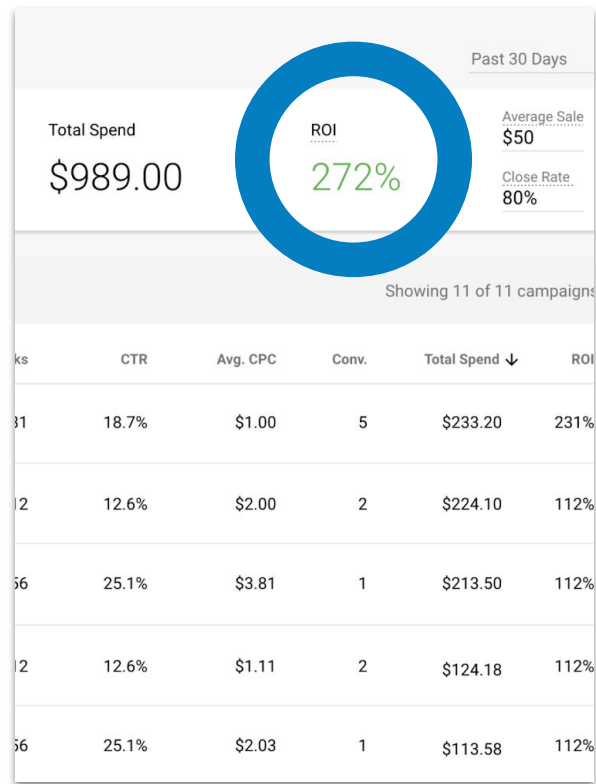 Past 30 Days
Total Spend
$989.00
ROI
272%
Average Sale
$50
Close Rate
80%
Showing 11 of 11 campaigns
CTR Avg. CPC Conv. Total Spend ROI
18.7% $1.00 5 $233.20 231%
12.6% $2.00 2 $224.10 112%
25.1% $3.81 1 $213.50 112%
12.6% $1.11 2 $124.18 112%
25.1% $2.03 1 $113.58 112%